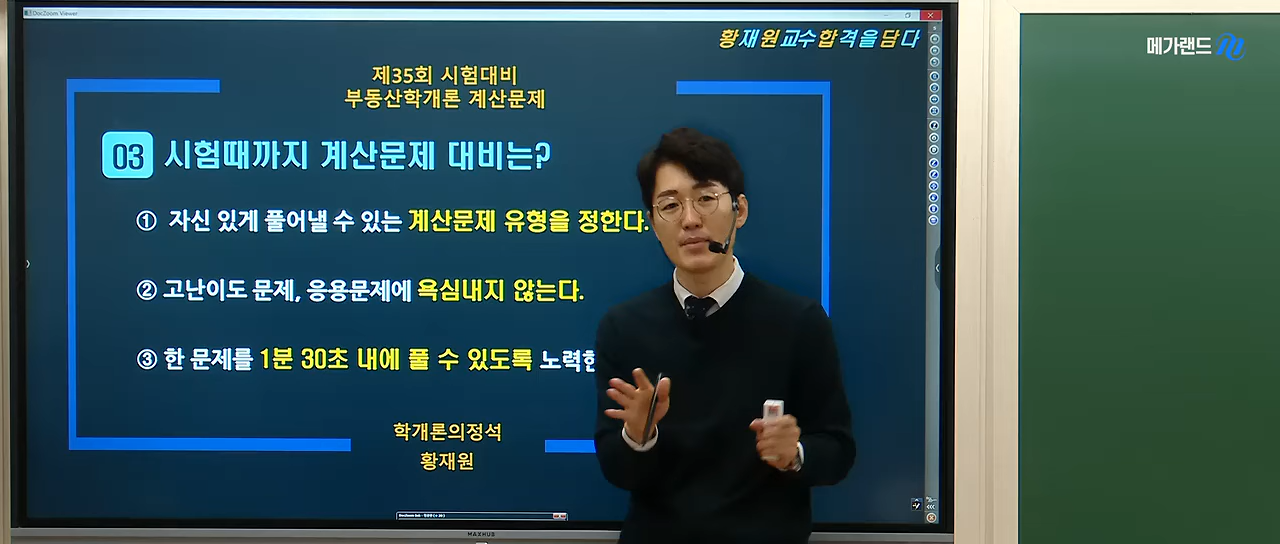 DorZoom Viewer
황재원교수합격을담다
메가랜드
제35회 시험대비
부동산학개론 계산문제
03 시험때까지 계산문제 대비는?
① 자신 있게 풀어낼 수 있는 계산문제 유형을 정한다.
② 고난이도 문제, 응용문제에 욕심내지 않는다.
③ 한 문제를 1분 30초 내에 풀 수 있도록 노력한
학개론의정석
황재원
MAXHUB